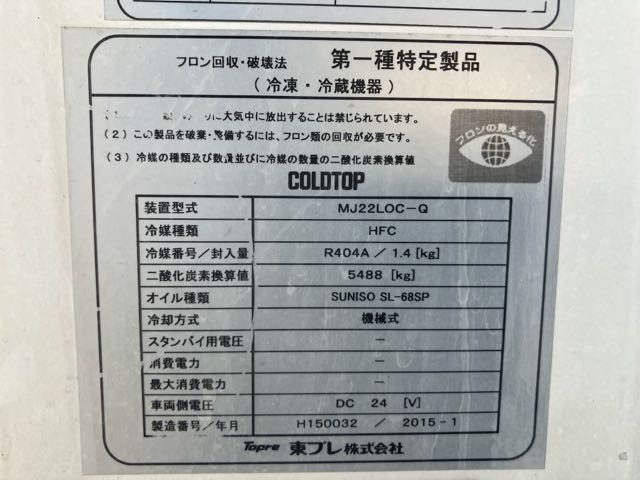 フロン回収・破壊法 第一種特定製品
(冷凍・冷蔵機器)
に大気中に放出することは禁じられています。
(2) この製品を破棄・整備するには、フロン類の回収が必要です。
(3) 冷媒の種類及び数量並びに冷媒の数量の二酸化炭素換算値
フロンの見える化
COLDTOP
装置型式 MJ22LOC-Q
冷媒種類 HFC
冷媒番号/封入量 R404A / 1.4 [kg]
二酸化炭素換算値 5488 [kg]
オイル種類 SUNISO SL-68SP
冷却方式 機械式
スタンバイ用電圧 -
消費電力 -
最大消費電力 -
車両側電圧 DC 24 [V]
製造番号/年月 H150032 / 2015-1
Topre 東プレ株式会社